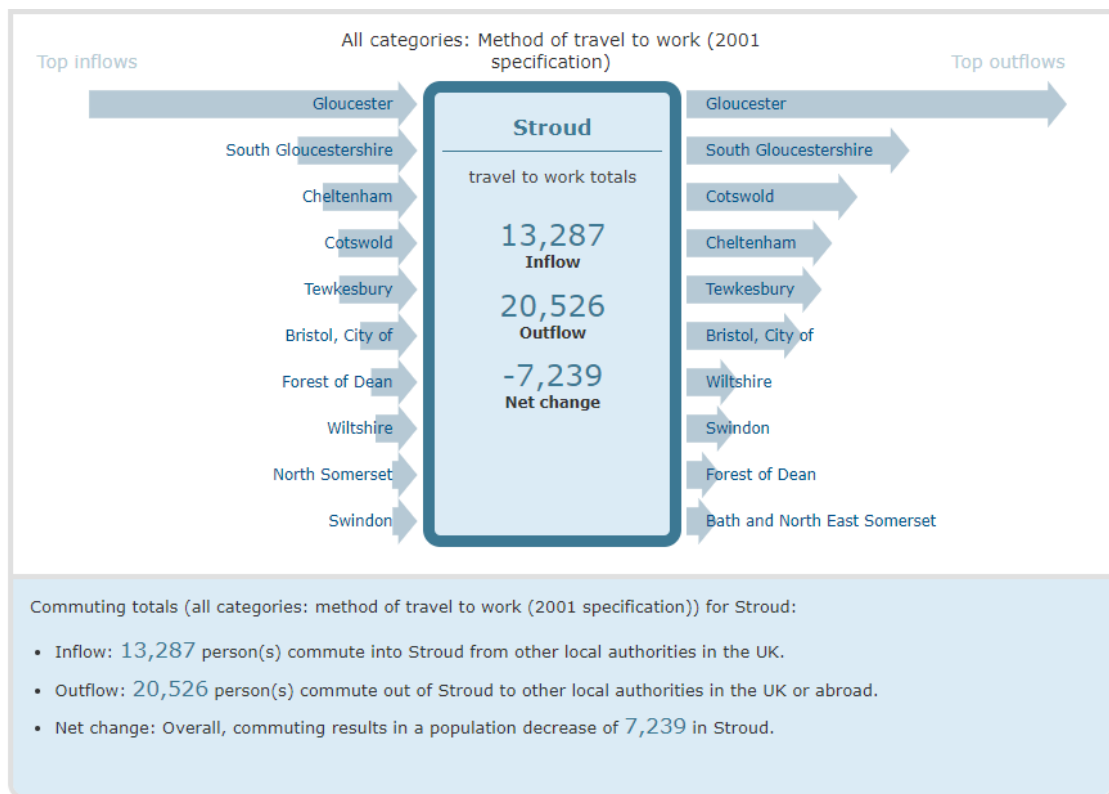 All categories: Method of travel to work (2001
specification)
Top inflows
Top outflows
Gloucester
South Gloucestershire
Cheltenham
Cotswold
Tewkesbury
Bristol, City of
Forest of Dean
Wiltshire
North Somerset
Swindon
Stroud
travel to work totals
13,287
Inflow
20,526
Outflow
-7,239
Net change
Gloucester
South Gloucestershire
Cotswold
Cheltenham
Tewkesbury
Bristol, City of
Wiltshire
Swindon
Forest of Dean
Bath and North East Somerset
Commuting totals (all categories: method of travel to work (2001 specification)) for Stroud:
• Inflow: 13,287 person(s) commute into Stroud from other local authorities in the UK.
• Outflow: 20,526 person(s) commute out of Stroud to other local authorities in the UK or abroad.
• Net change: Overall, commuting results in a population decrease of 7,239 in Stroud.